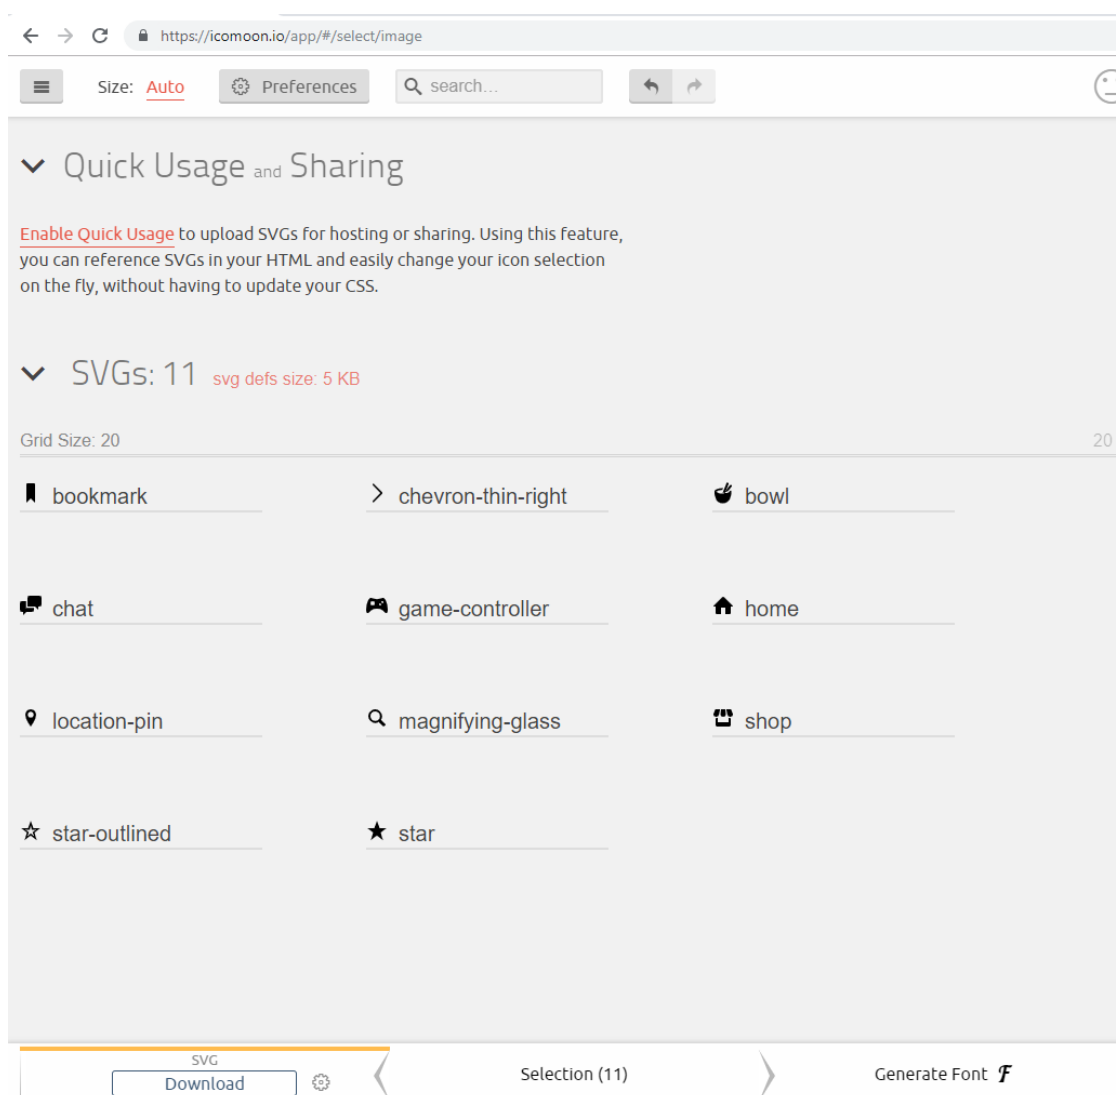 https://icomoon.io/app/#/select/image
Size: Auto Preferences search...
Quick Usage and Sharing
Enable Quick Usage to upload SVGs for hosting or sharing. Using this feature,
you can reference SVGs in your HTML and easily change your icon selection
on the fly, without having to update your CSS.
SVGs: 11 svg defs size: 5 KB
Grid Size: 20 20
bookmark chevron-thin-right bowl
chat game-controller home
location-pin magnifying-glass shop
star-outlined star
SVG
Download Selection (11) Generate Font